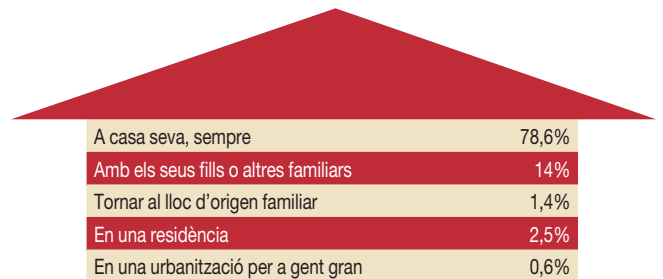 A casa seva, sempre 78,6%
Amb els seus fills o altres familiars 14%
Tornar al lloc d'origen familiar 1,4%
En una residència 2,5%
En una urbanització per a gent gran 0,6%